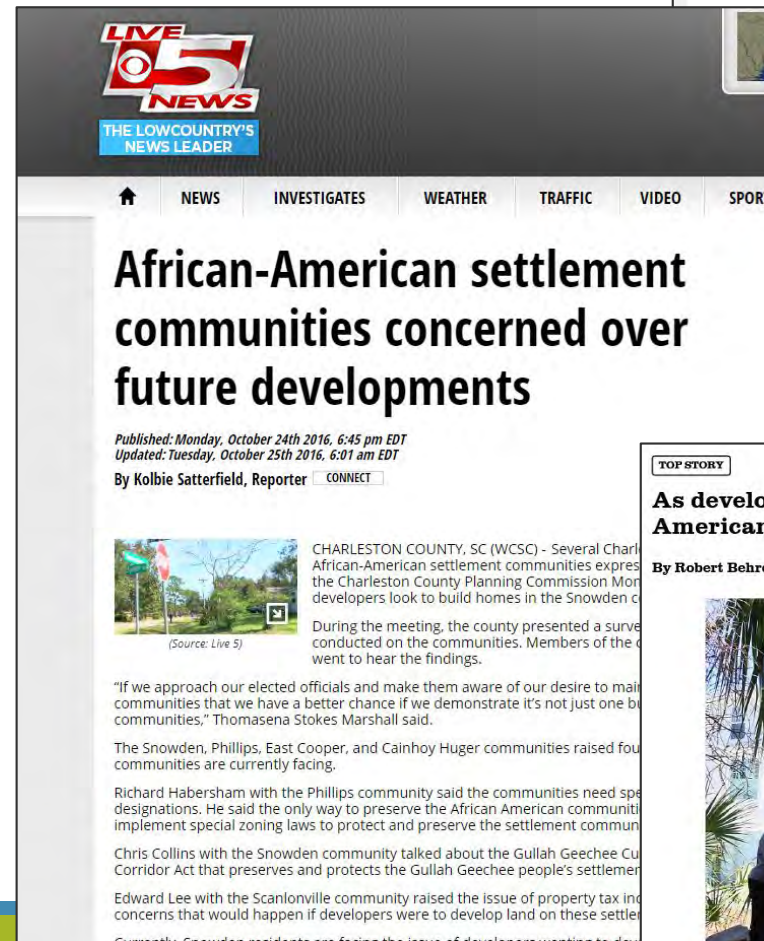 LIVE
5
NEWS
THE LOWCOUNTRY'S
NEWS LEADER
NEWS INVESTIGATES WEATHER TRAFFIC VIDEO
African-American settlement
communities concerned over
future developments
Published: Monday, October 24th 2016, 6:45 pm EDT
Updated: Tuesday, October 25th 2016, 6:01 am EDT
By Kolbie Satterfield, Reporter CONNECT
(Source: Live 5)
CHARLESTON COUNTY, SC (WCSC) - Several
African-American settlement communities
the Charleston County Planning Commission
developers look to build homes in the Snowden
During the meeting, the county presented a
conducted on the communities. Members of the
went to hear the findings.
"If we approach our elected officials and make them aware of our desire to
communities that we have a better chance if we demonstrate it's not just one
communities," Thomasena Stokes Marshall said.
The Snowden, Phillips, East Cooper, and Cainhoy Huger communities raised
communities are currently facing.
Richard Habersham with the Phillips community said the communities need
designations. He said the only way to preserve the African American
implement special zoning laws to protect and preserve the settlement
Chris Collins with the Snowden community talked about the Gullah Geechee
Corridor Act that preserves and protects the Gullah Geechee people's
Edward Lee with the Scanlonville community raised the issue of property tax
concerns that would happen if developers were to develop land on these
Currently, Snowden residents are facing the issue of developers wanting to
TOP STORY
As
By Robert